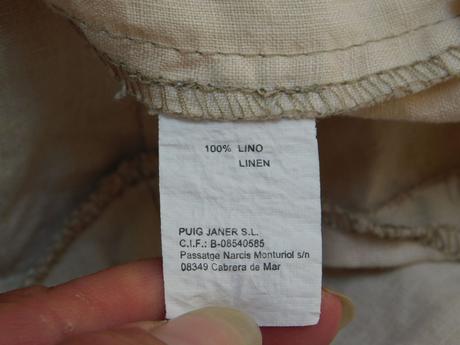 100% LINO
LINEN
PUIG JANER S.L.
C.I.F.: B-08540585
Passatge Narcis Monturiol s/n
08349 Cabrera de Mar